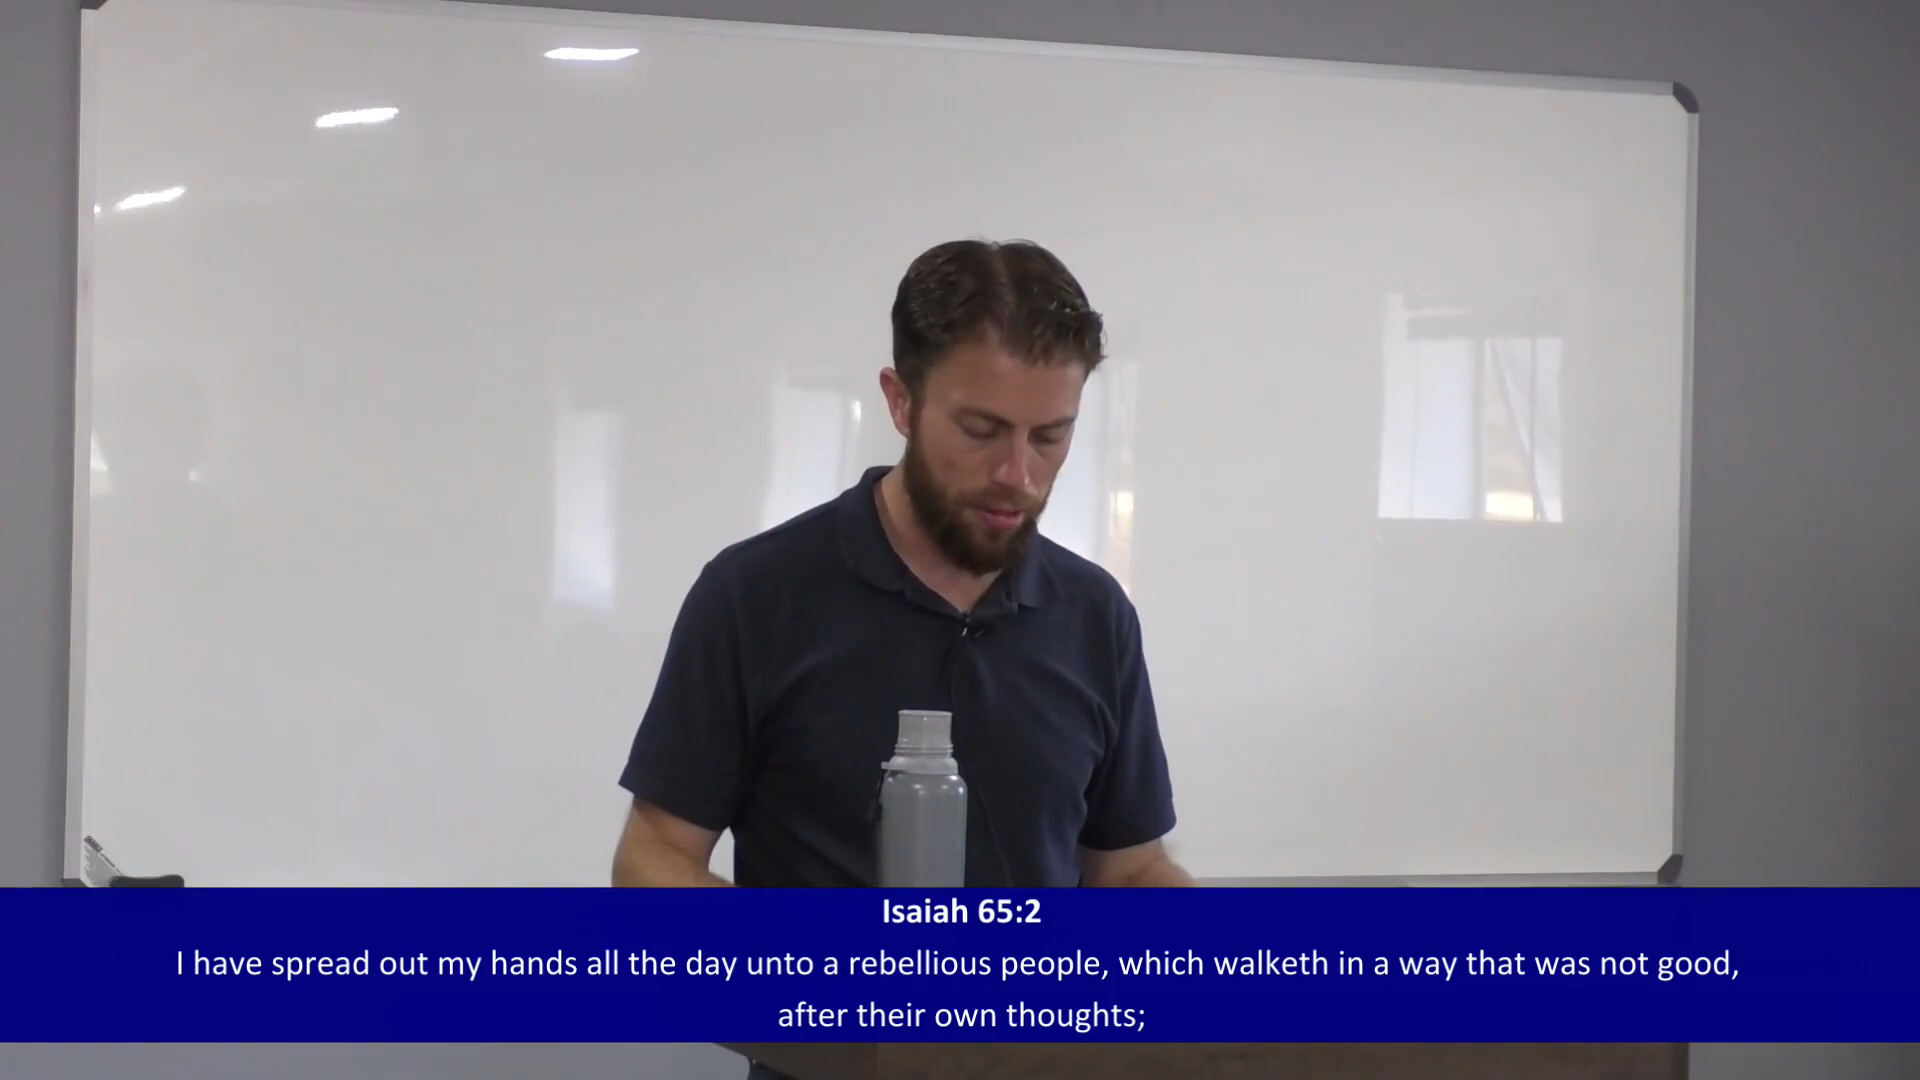 Isaiah 65:2
I have spread out my hands all the day unto a rebellious people, which walketh in a way that was not good,
after their own thoughts;